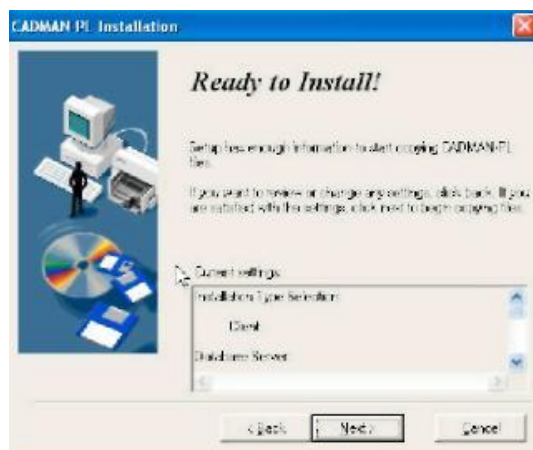 CADMAN PL Installation
Ready to Install!
Setup has enough information to start copying CADMAN-PL
files.
If you want to review or change any settings, click back. If you
are satisfied with the settings, click next to begin copying files.
Current settings:
Installation Type Selection
Client
Database Server
< Back
Next >
Cancel